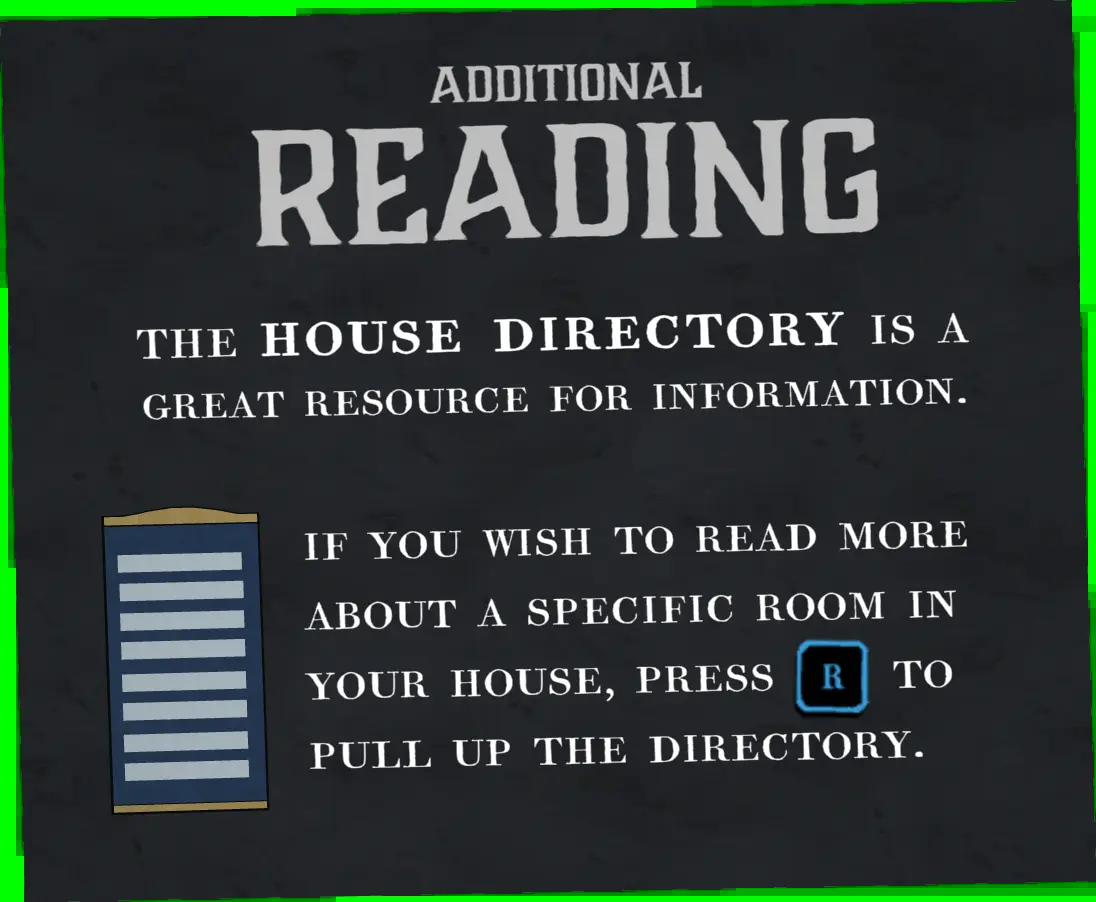 ADDITIONAL
READING
THE HOUSE DIRECTORY IS A
GREAT RESOURCE FOR INFORMATION.
IF YOU WISH TO READ MORE
ABOUT A SPECIFIC ROOM IN
YOUR HOUSE, PRESS R TO
PULL UP THE DIRECTORY.